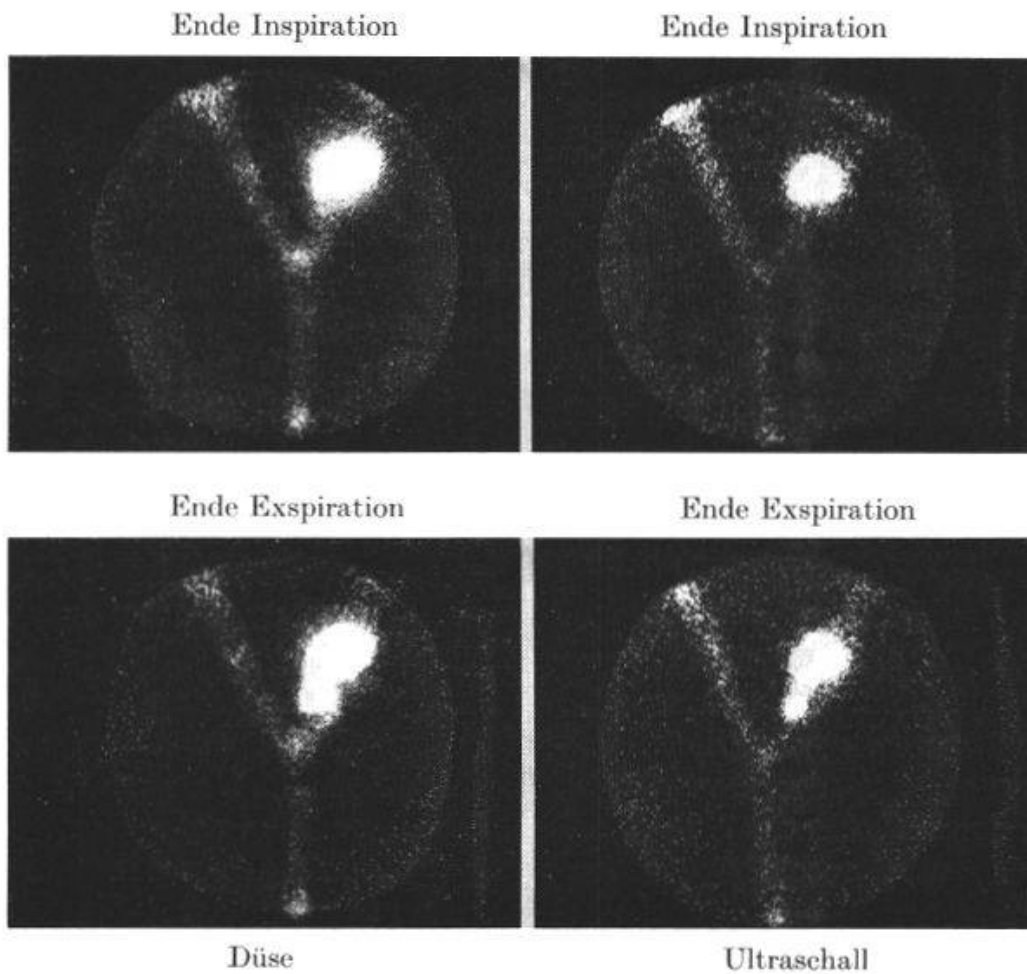 Ende Inspiration
Ende Inspiration
Ende Exspiration
Ende Exspiration
Düse
Ultraschall